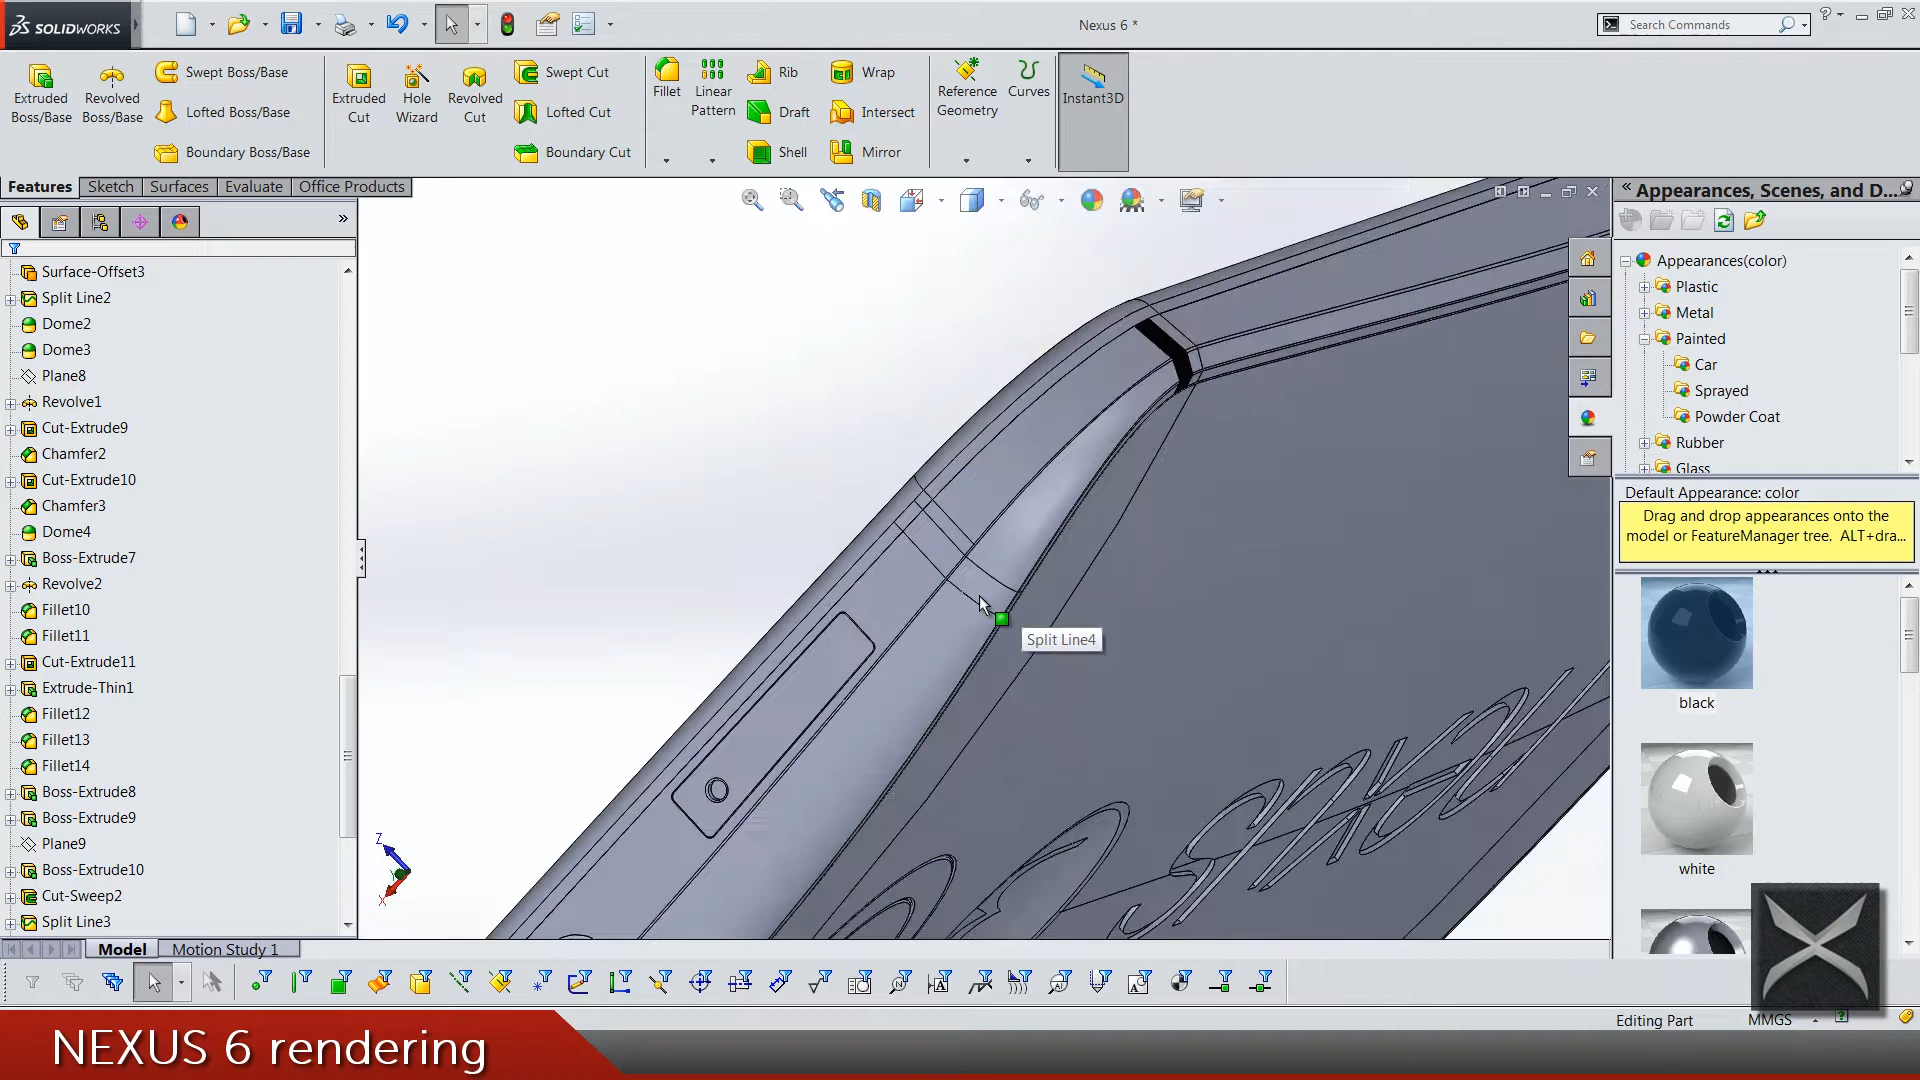 SOLIDWORKS
Nexus 6 *
Search Commands
Extruded Boss/Base
Revolved Boss/Base
Swept Boss/Base
Lofted Boss/Base
Boundary Boss/Base
Extruded Cut
Hole Wizard
Revolved Cut
Swept Cut
Lofted Cut
Boundary Cut
Fillet
Linear Pattern
Rib
Draft
Shell
Wrap
Intersect
Mirror
Reference Geometry
Curves
Instant3D
Features
Sketch
Surfaces
Evaluate
Office Products
Surface-Offset3
Split Line2
Dome2
Dome3
Plane8
Revolve1
Cut-Extrude9
Chamfer2
Cut-Extrude10
Chamfer3
Dome4
Boss-Extrude7
Revolve2
Fillet10
Fillet11
Cut-Extrude11
Extrude-Thin1
Fillet12
Fillet13
Fillet14
Boss-Extrude8
Boss-Extrude9
Plane9
Boss-Extrude10
Cut-Sweep2
Split Line3
Split Line4
Z
Y
X
Appearances, Scenes, and D...
Appearances(color)
Plastic
Metal
Painted
Car
Sprayed
Powder Coat
Rubber
Glass
Default Appearance: color
Drag and drop appearances onto the
model or FeatureManager tree. ALT+dra...
black
white
Model
Motion Study 1
Editing Part
MMGS
NEXUS 6 rendering